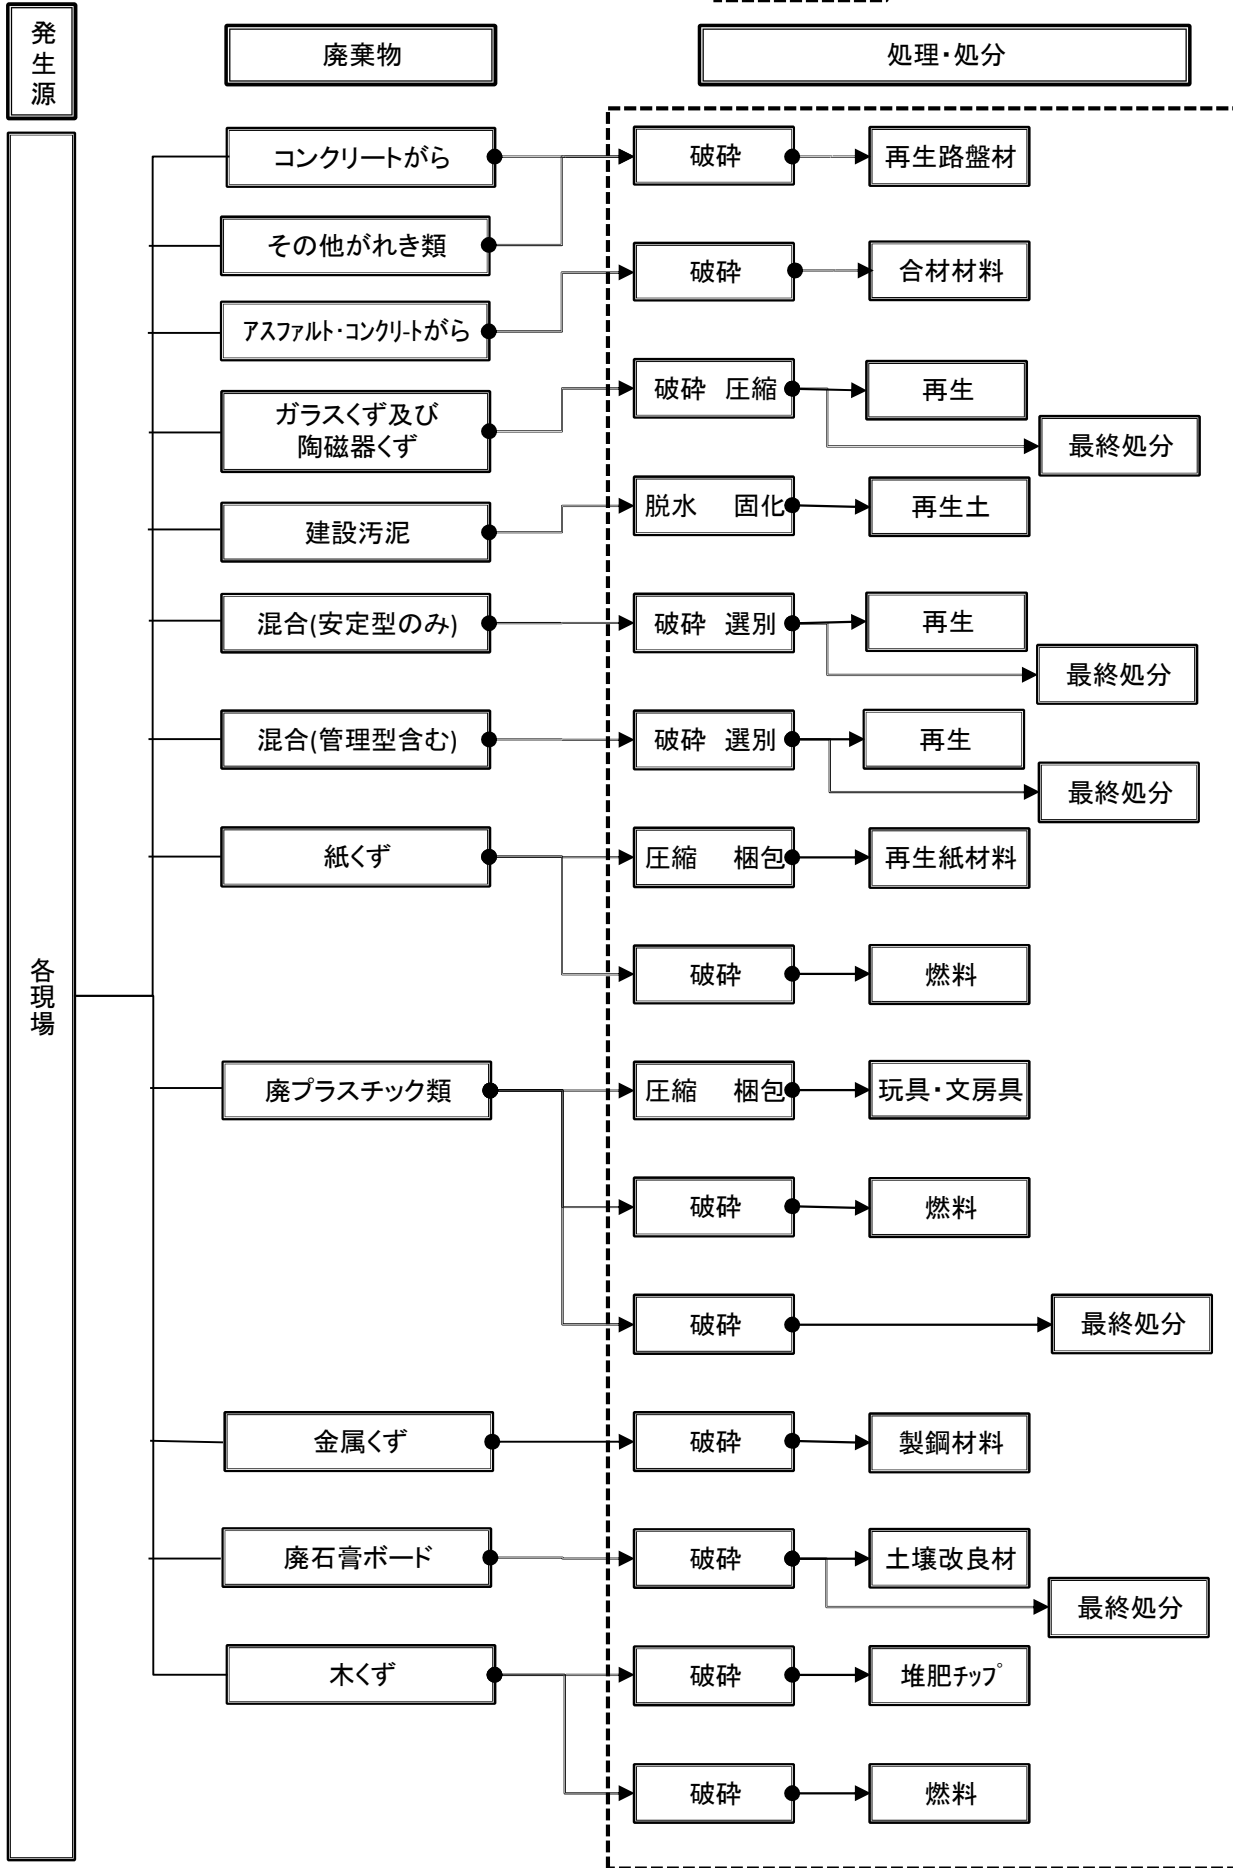 発生源
廃棄物
処理・処分
各現場
コンクリートがら
破砕
再生路盤材
その他がれき類
破砕
合材材料
アスファルト・コンクリートがら
ガラスくず及び
陶磁器くず
破砕 圧縮
再生
最終処分
建設汚泥
脱水 固化
再生土
混合(安定型のみ)
破砕 選別
再生
最終処分
混合(管理型含む)
破砕 選別
再生
最終処分
紙くず
圧縮 梱包
再生紙材料
破砕
燃料
廃プラスチック類
圧縮 梱包
玩具・文房具
破砕
燃料
破砕
最終処分
金属くず
破砕
製鋼材料
廃石膏ボード
破砕
土壌改良材
最終処分
木くず
破砕
堆肥チップ
破砕
燃料